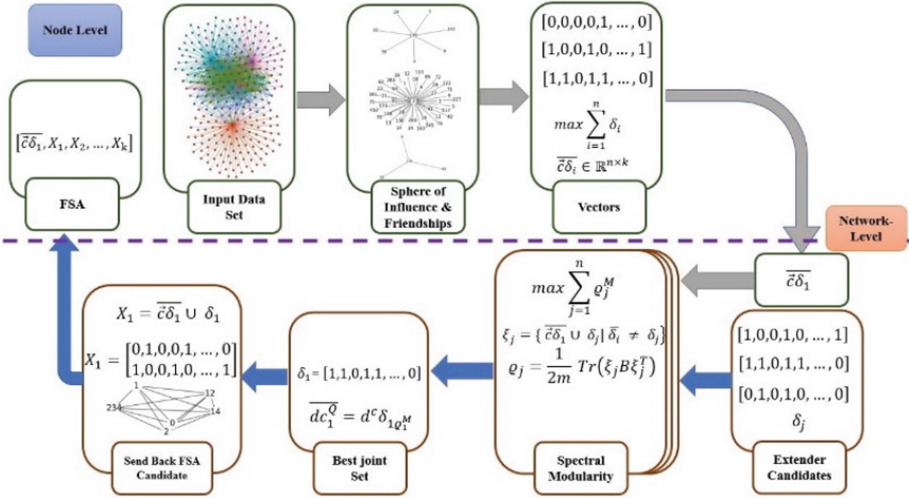 Node Level
[c⃗δ₁, X₁, X₂, …, Xₖ]
FSA
Input Data
Set
Sphere of
Influence &
Friendships
[0,0,0,0,1, …, 0]
[1,0,0,1,0, …, 1]
[1,1,0,1,1, …, 0]
max ∑ᵢ₌₁ⁿ δᵢ
c⃗δᵢ ∈ ℝⁿˣᵏ
Vectors
Network-
Level
c⃗δ₁
X₁ = c⃗δ₁ ∪ δ₁
X₁ = [0,1,0,0,1, …, 0
1,0,0,1,0, …, 1]
1
12
234
14
0
2
Send Back FSA
Candidate
δ₁= [1,1,0,1,1, …, 0]
dc₁^Q = d^c δ₁ϱ₁^M
Best joint
Set
max ∑ⱼ₌₁ⁿ ϱⱼ^M
ξⱼ = { c⃗δ₁ ∪ δⱼ| δ̅ᵢ ≠ δⱼ}
ϱⱼ = 1/2m Tr(ξⱼBξⱼᵀ)
Spectral
Modularity
[1,0,0,1,0, …, 1]
[1,1,0,1,1, …, 0]
[0,1,0,1,0, …, 0]
δⱼ
Extender
Candidates